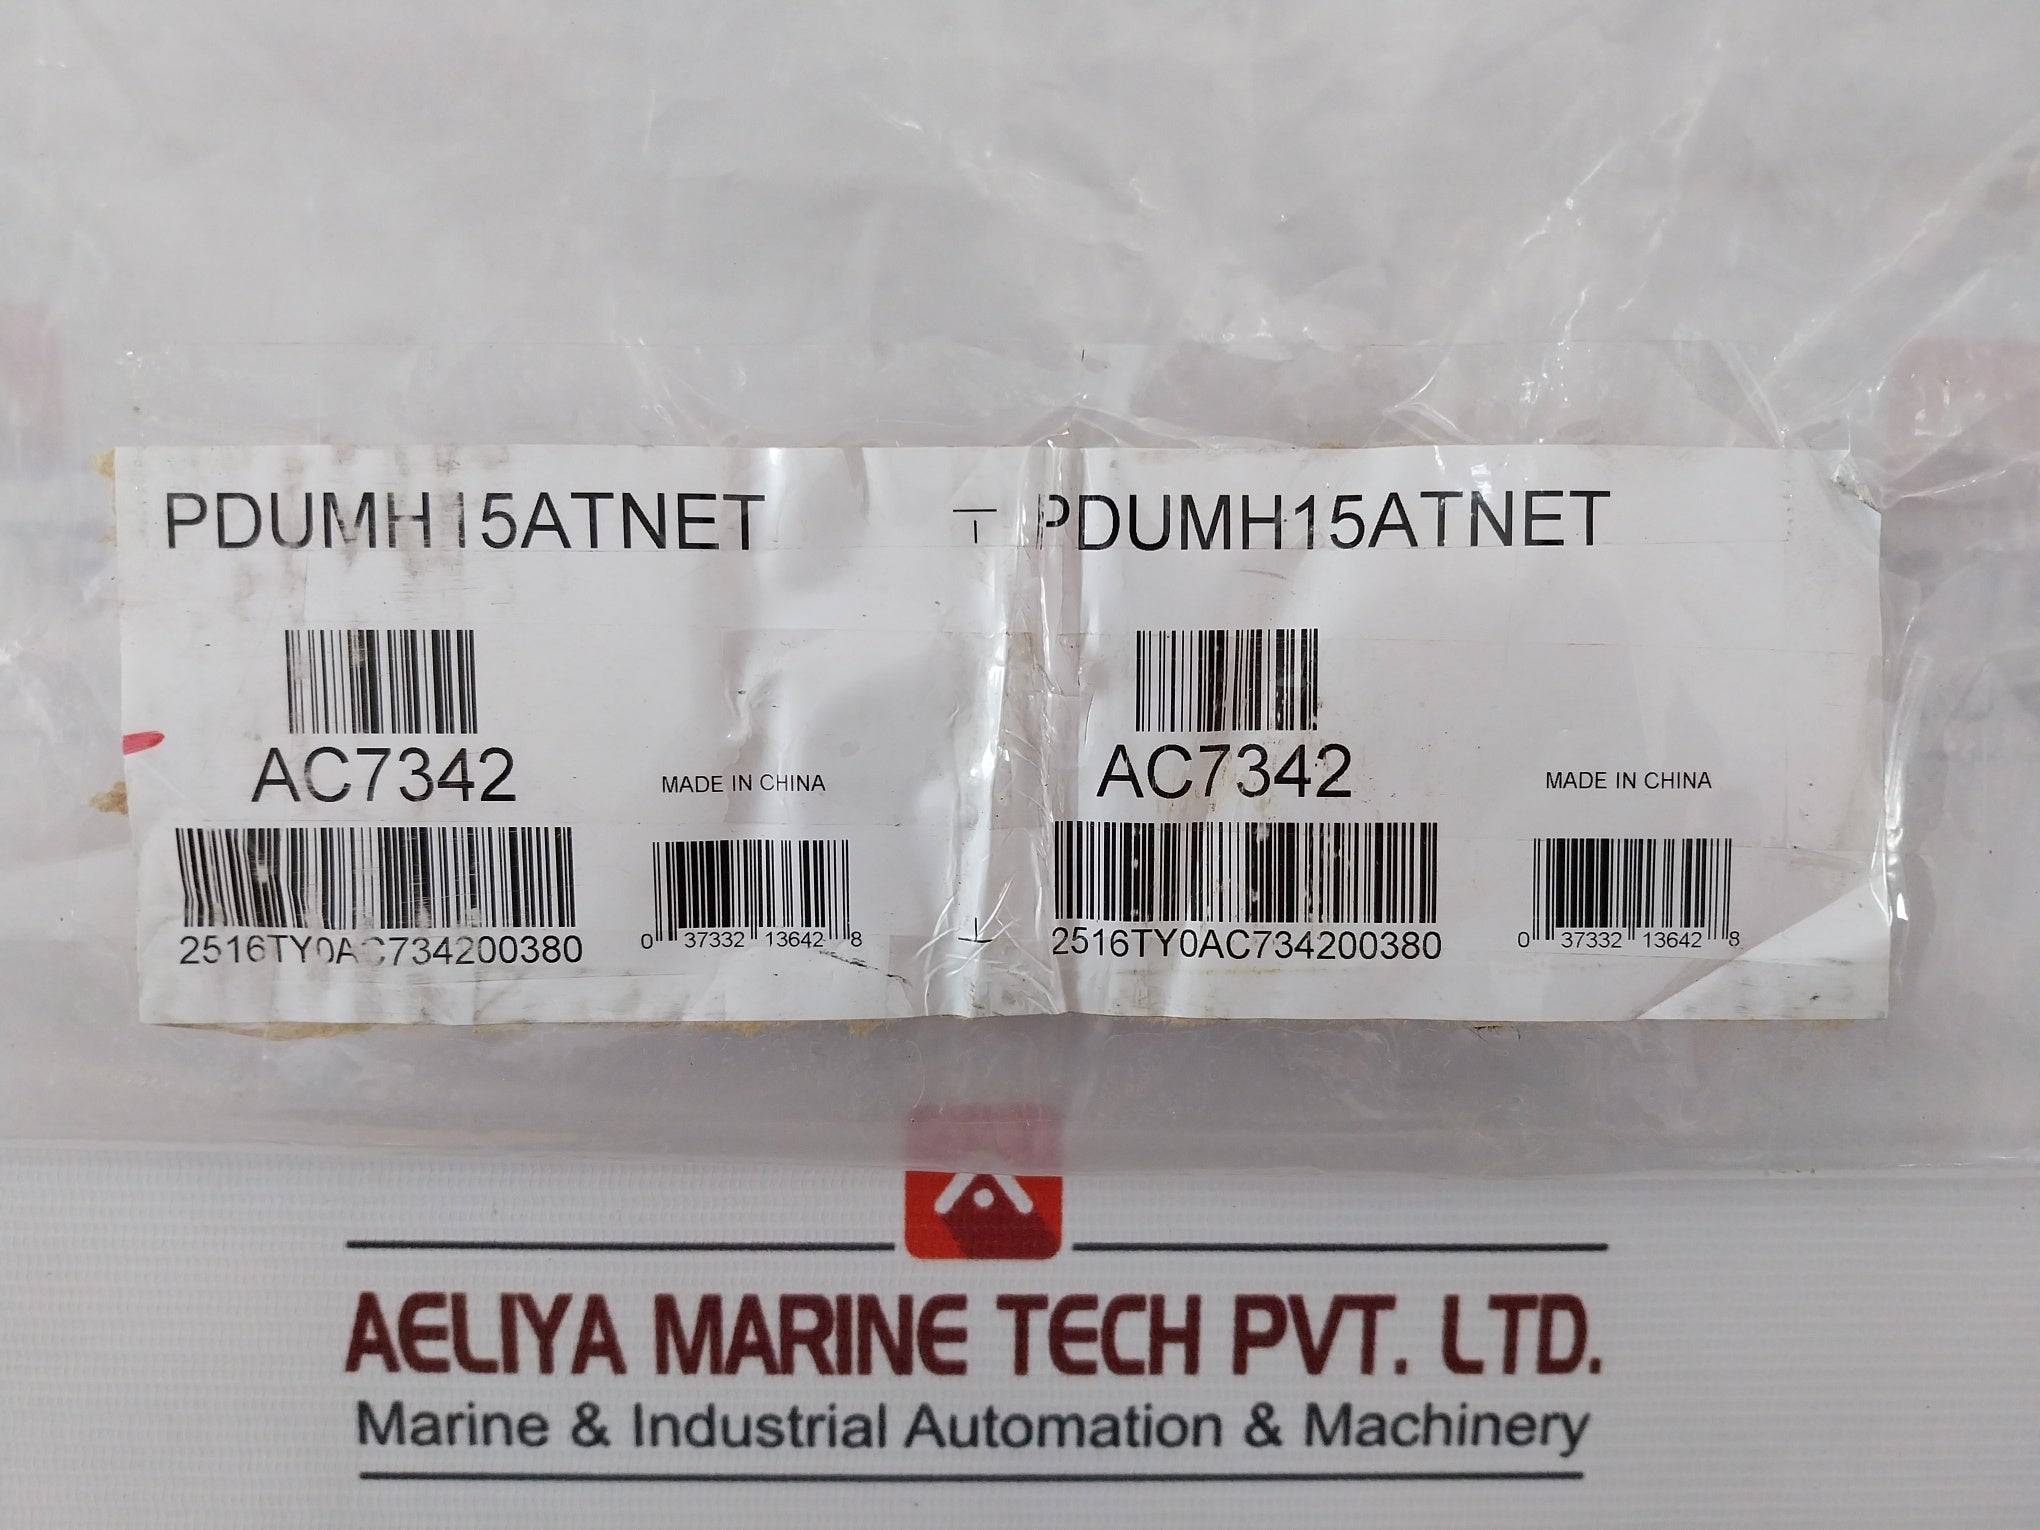 PDUMH15ATNET
PDUMH15ATNET
AC7342
MADE IN CHINA
AC7342
MADE IN CHINA
2516TY0AC734200380
0 37332 13642 8
2516TY0AC734200380
0 37332 13642 8
AELIYA MARINE TECH PVT. LTD.
Marine & Industrial Automation & Machinery